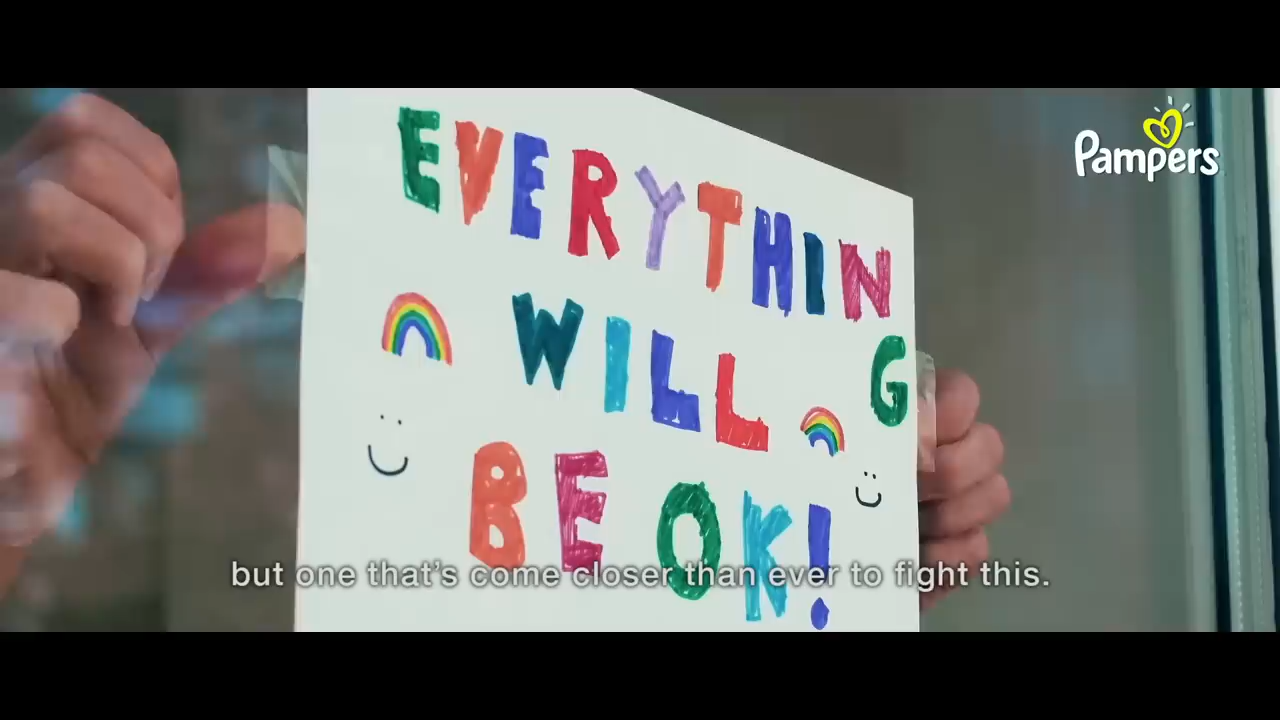 Pampers
EVERYTHIN
WILL G
BE OK!
but one that's come closer than ever to fight this.